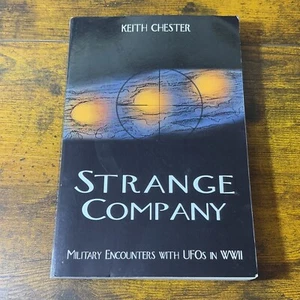 KEITH CHESTER
STRANGE
COMPANY
MILITARY ENCOUNTERS WITH UFOS IN WWII